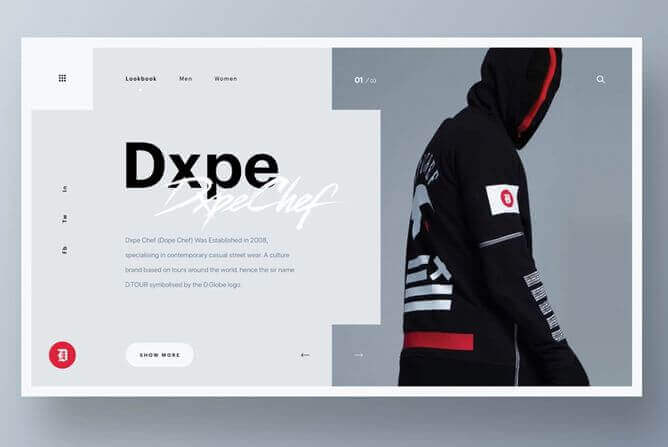 Lookbook Men Women
01 / 03
Dxpe
DxpeChef
In
Tw
Fb
Dxpe Chef (Dope Chef) Was Established in 2008,
specialising in contemporary casual street wear. A culture
brand based on tours around the world, hence the sir name
D.TOUR symbolised by the D.Globe logo.
D
SHOW MORE